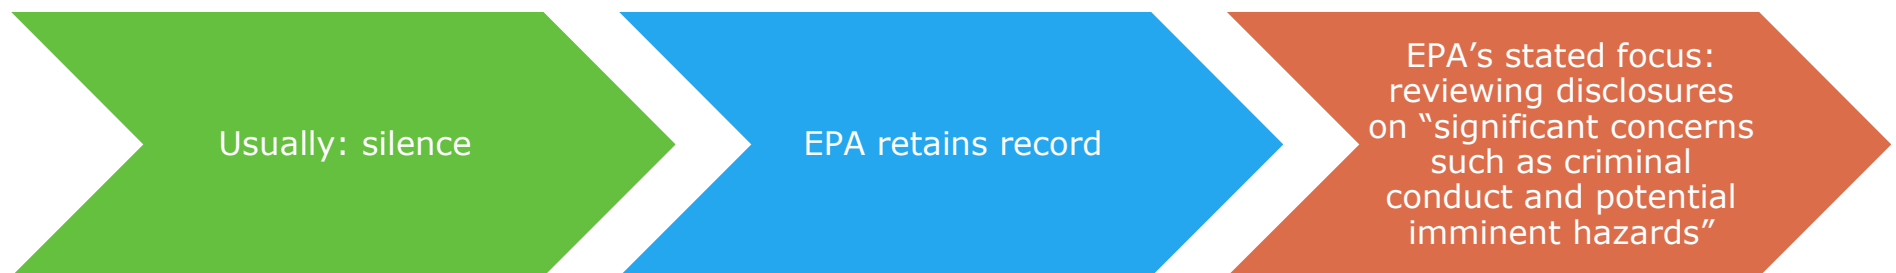 Usually: silence
EPA retains record
EPA’s stated focus:
reviewing disclosures
on “significant concerns
such as criminal
conduct and potential
imminent hazards”